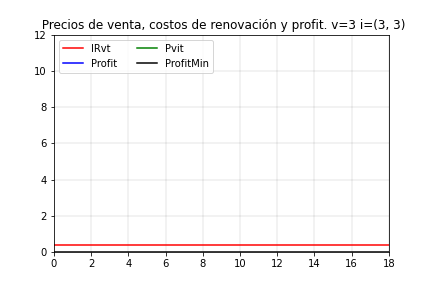 Precios de venta, costos de renovación y profit. v=3 i=(3, 3)
IRvt Pvit
Profit ProfitMin
12
10
8
6
4
2
0
0 2 4 6 8 10 12 14 16 18